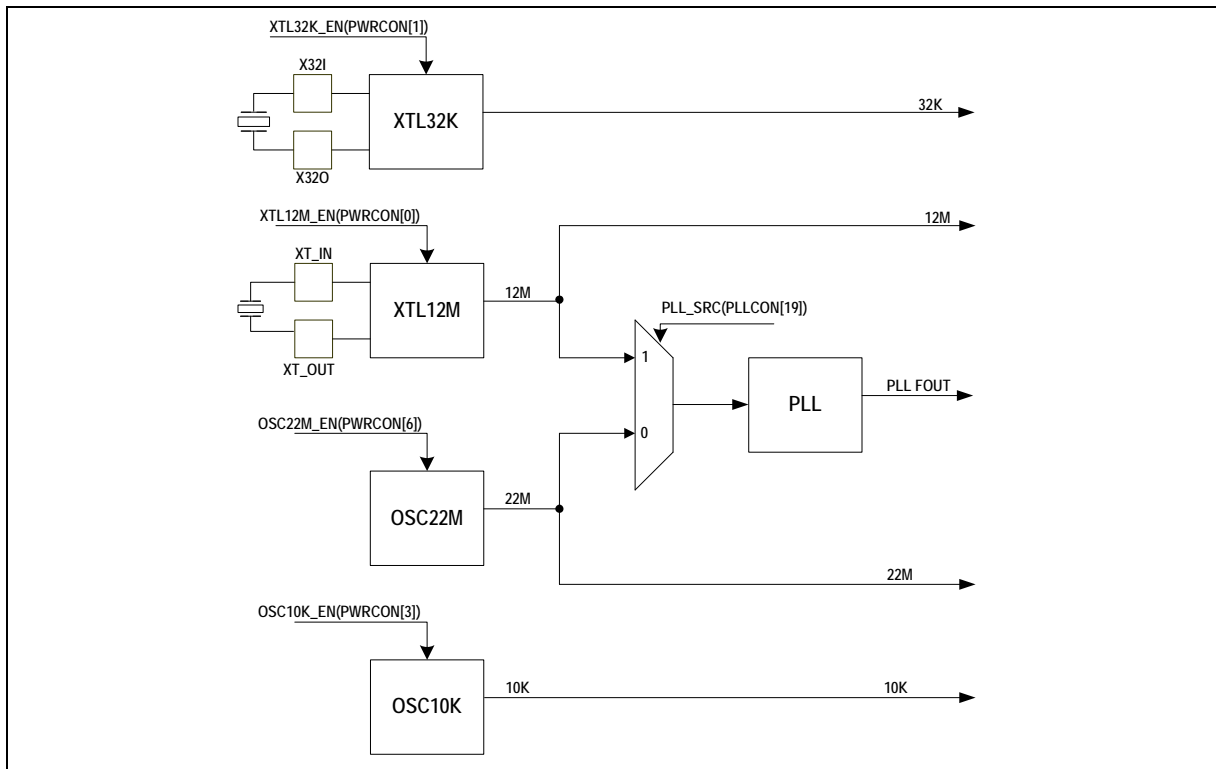 XTL32K_EN(PWRCON[1])
X32I
XTL32K
32K
X32O
XTL12M_EN(PWRCON[0])
12M
XT_IN
XTL12M
12M
PLL_SRC(PLLCON[19])
1
XT_OUT
PLL
PLL FOUT
OSC22M_EN(PWRCON[6])
0
22M
OSC22M
22M
OSC10K_EN(PWRCON[3])
10K
10K
OSC10K